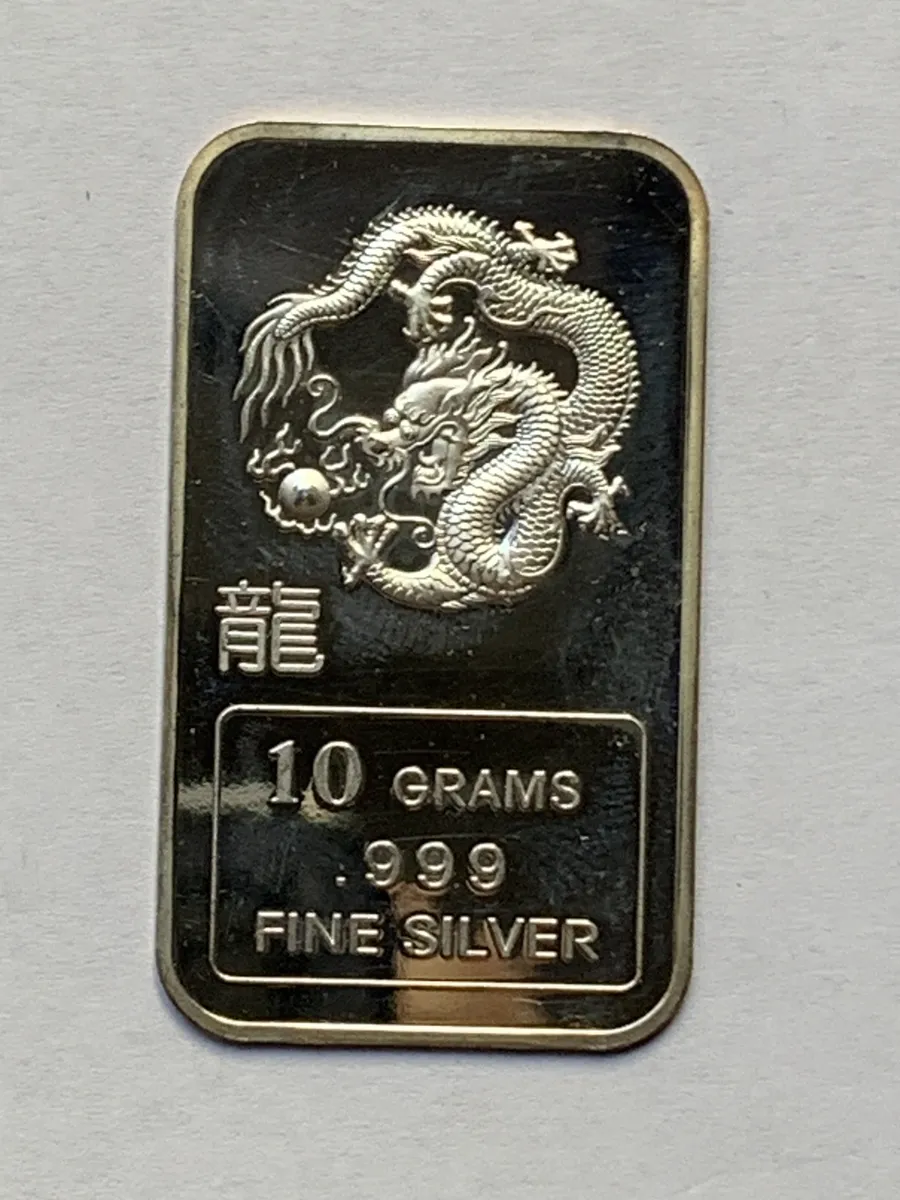 龍
10 GRAMS
.999
FINE SILVER